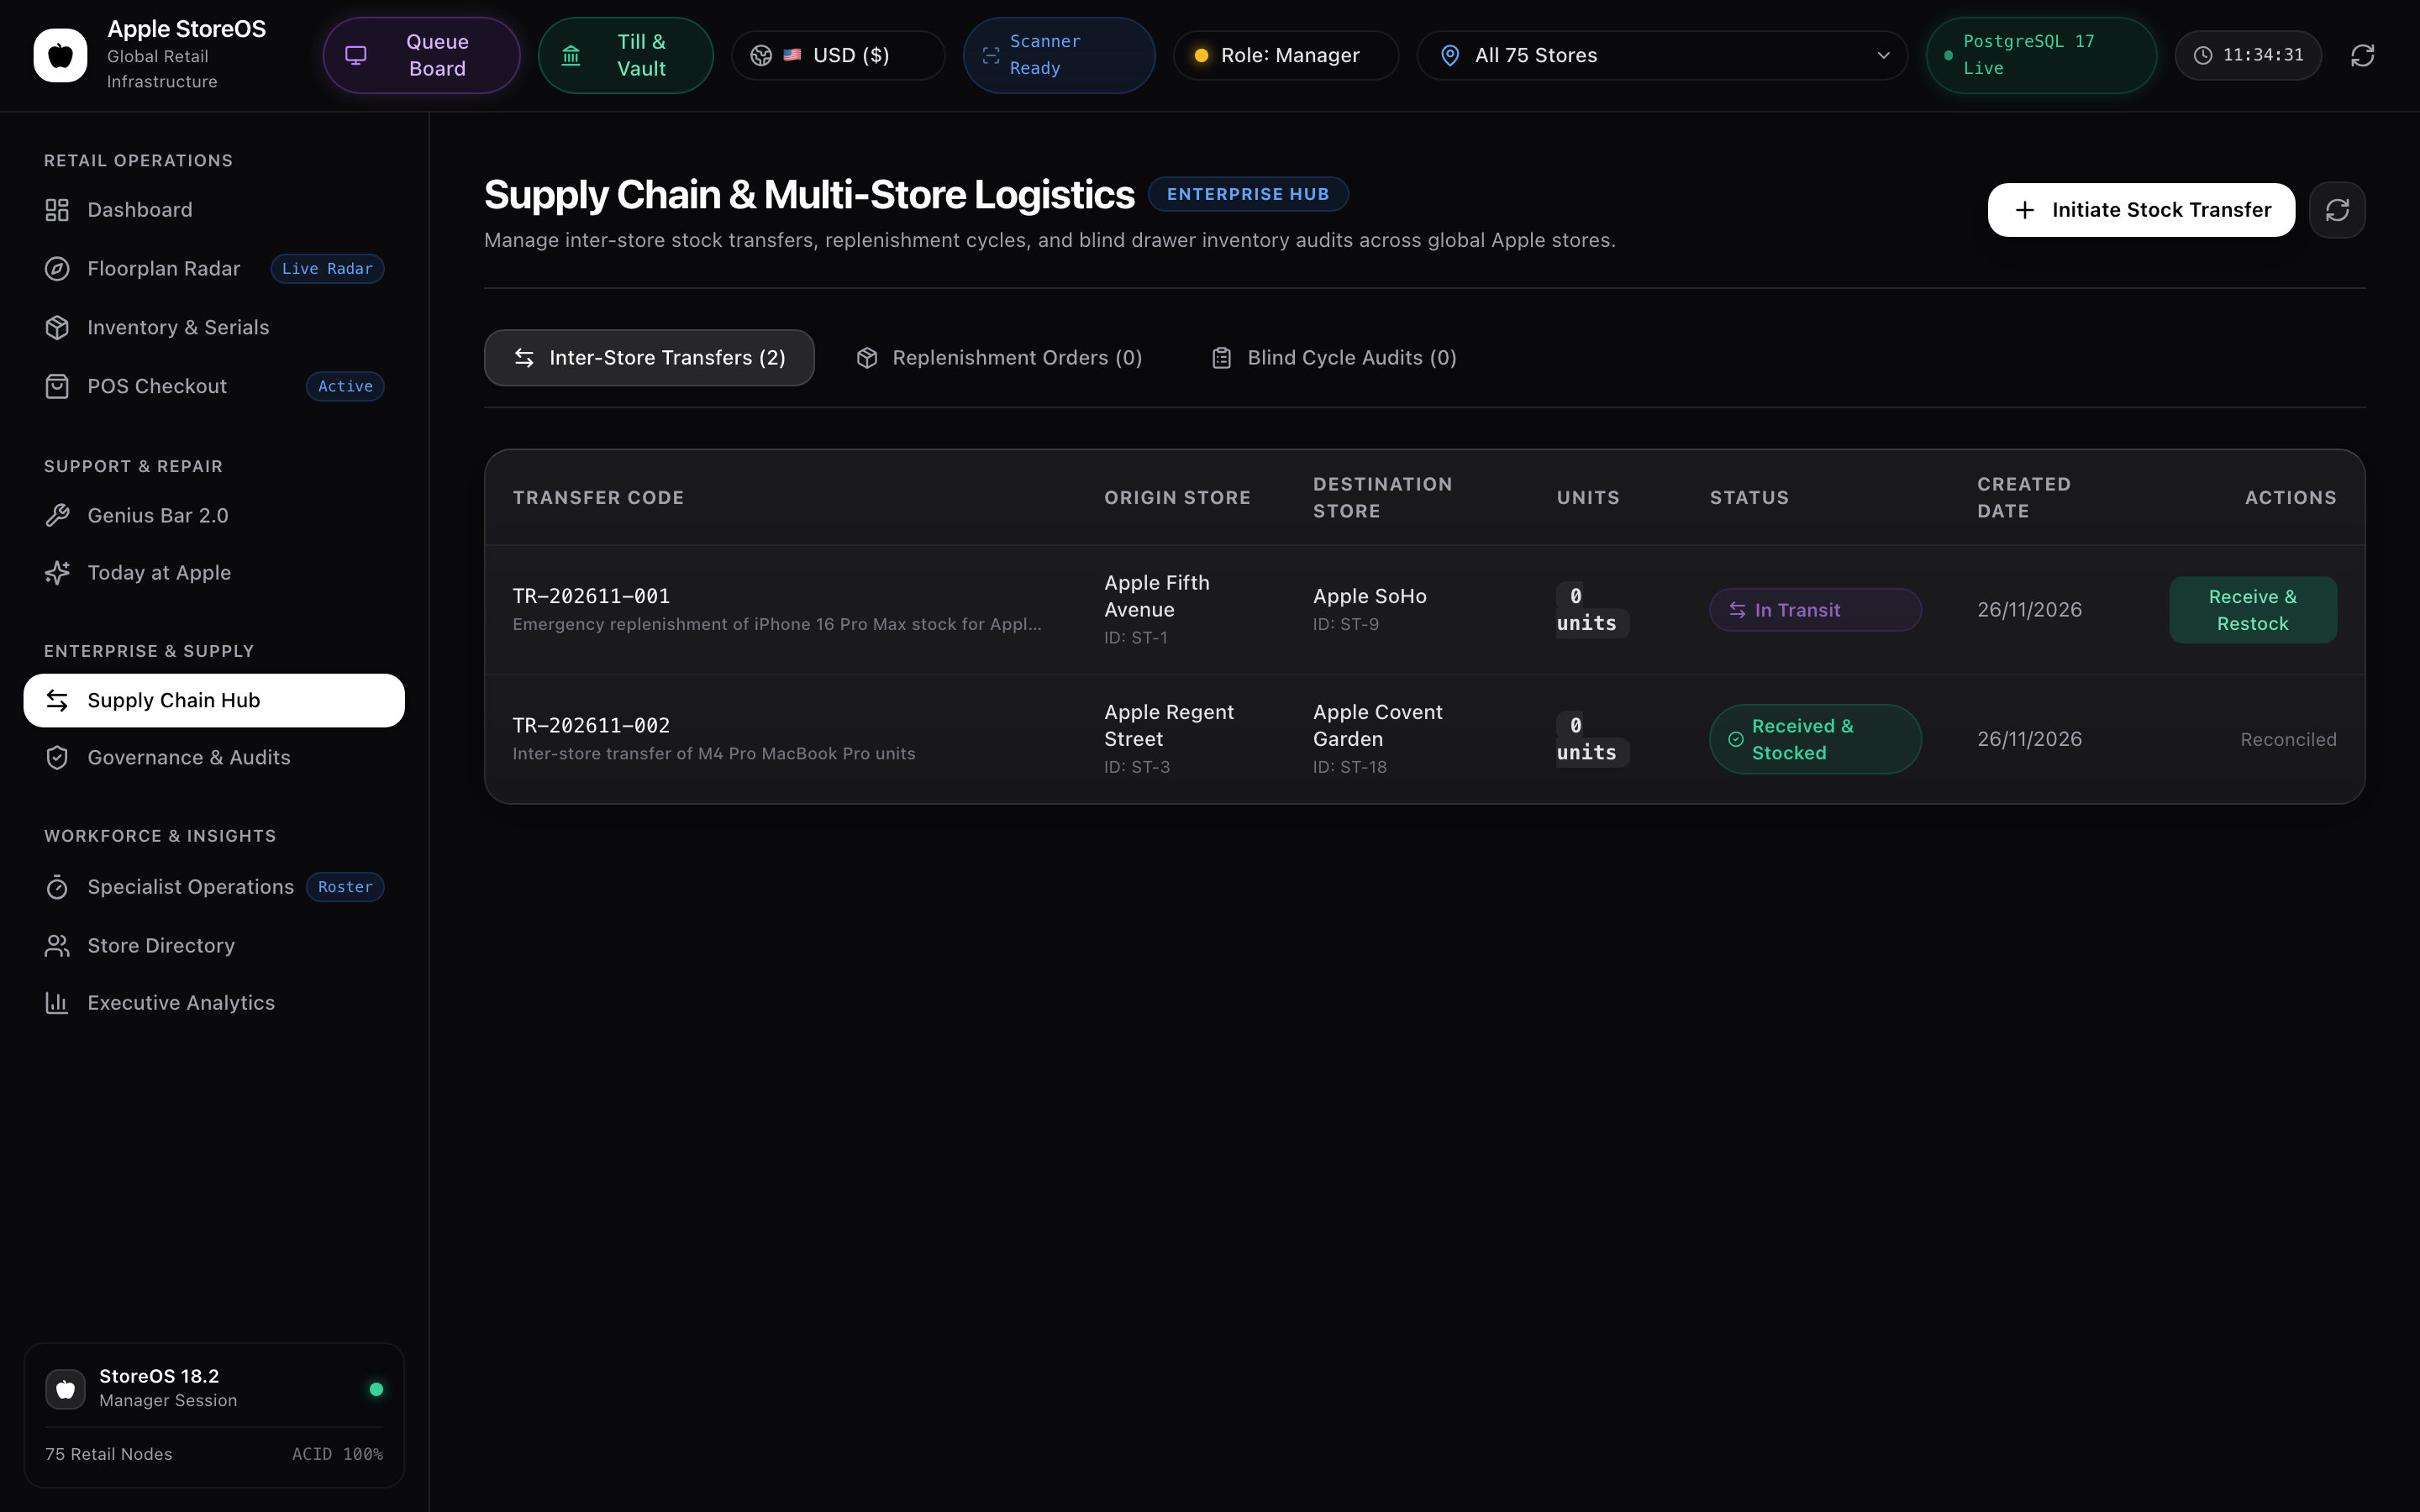 Apple StoreOS
Global Retail
Infrastructure
Queue
Board
Till &
Vault
USD ($)
Scanner
Ready
Role: Manager
All 75 Stores
PostgreSQL 17
Live
11:34:31
RETAIL OPERATIONS
Dashboard
Floorplan Radar
Live Radar
Inventory & Serials
POS Checkout
Active
SUPPORT & REPAIR
Genius Bar 2.0
Today at Apple
ENTERPRISE & SUPPLY
Supply Chain Hub
Governance & Audits
WORKFORCE & INSIGHTS
Specialist Operations
Roster
Store Directory
Executive Analytics
StoreOS 18.2
Manager Session
75 Retail Nodes
ACID 100%
Supply Chain & Multi-Store Logistics
ENTERPRISE HUB
Manage inter-store stock transfers, replenishment cycles, and blind drawer inventory audits across global Apple stores.
Initiate Stock Transfer
Inter-Store Transfers (2)
Replenishment Orders (0)
Blind Cycle Audits (0)
TRANSFER CODE
ORIGIN STORE
DESTINATION
STORE
UNITS
STATUS
CREATED
DATE
ACTIONS
TR-202611-001
Emergency replenishment of iPhone 16 Pro Max stock for Appl...
Apple Fifth
Avenue
ID: ST-1
Apple SoHo
ID: ST-9
0
units
In Transit
26/11/2026
Receive &
Restock
TR-202611-002
Inter-store transfer of M4 Pro MacBook Pro units
Apple Regent
Street
ID: ST-3
Apple Covent
Garden
ID: ST-18
0
units
Received &
Stocked
26/11/2026
Reconciled